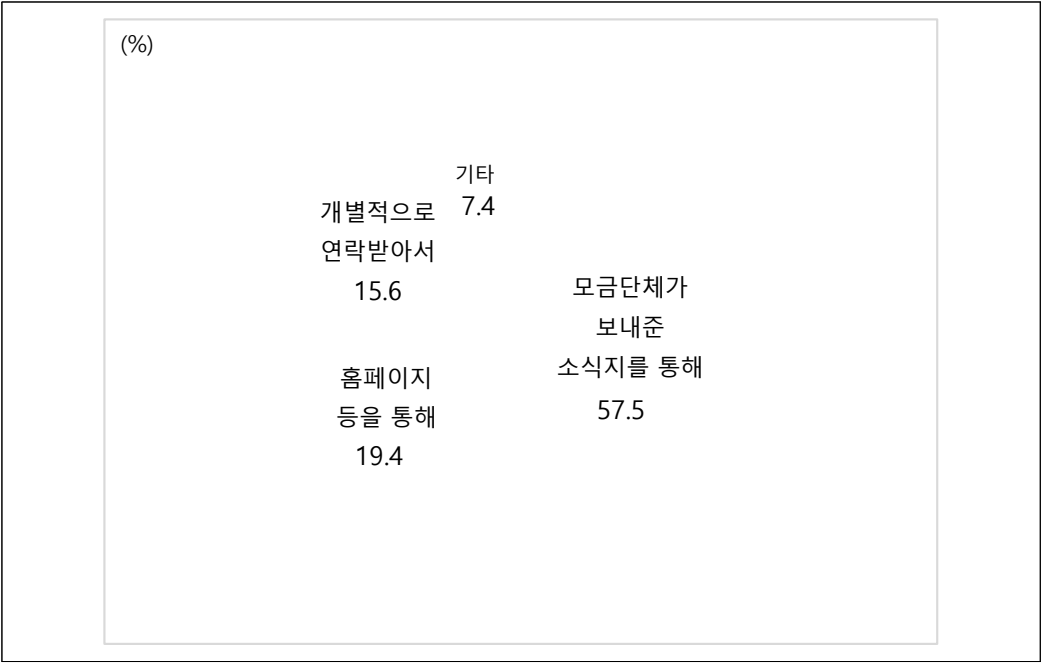 (%)
기타
7.4
개별적으로
연락받아서
15.6
모금단체가
보내준
소식지를 통해
57.5
홈페이지
등을 통해
19.4